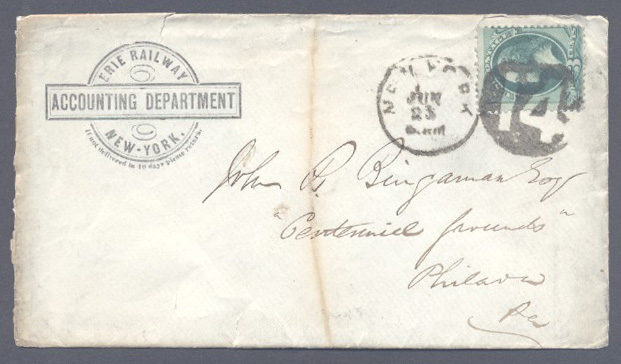 ERIE RAILWAY
ACCOUNTING DEPARTMENT
NEW-YORK.
If not delivered in 10 days please return.
NEW YORK
JUN
23
John B. Bingaman Esq
"Centennial Grounds"
Philada
Pa